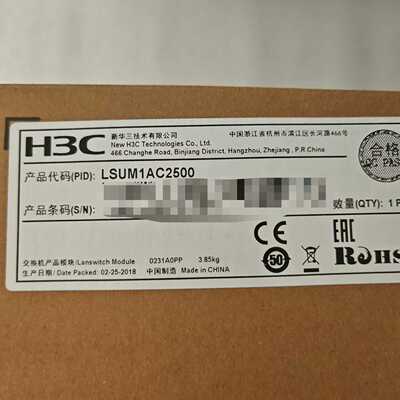 H3C
新华三技术有限公司
New H3C Technologies Co., Ltd.
中国浙江省杭州市滨江区长河路466号
466 Changhe Road, Binjiang District, Hangzhou, Zhejiang, P.R.China
合格
QC PAS
产品代码(PID): LSUM1AC2500
产品条码(S/N)
数量(QTY): 1 P
CE
EAC
50
RoHS
交换机产品模块/Lanswitch Module 0231A0PP 3.85kg
生产日期/Date Packed: 02-25-2018 中国制造/Made in CHINA